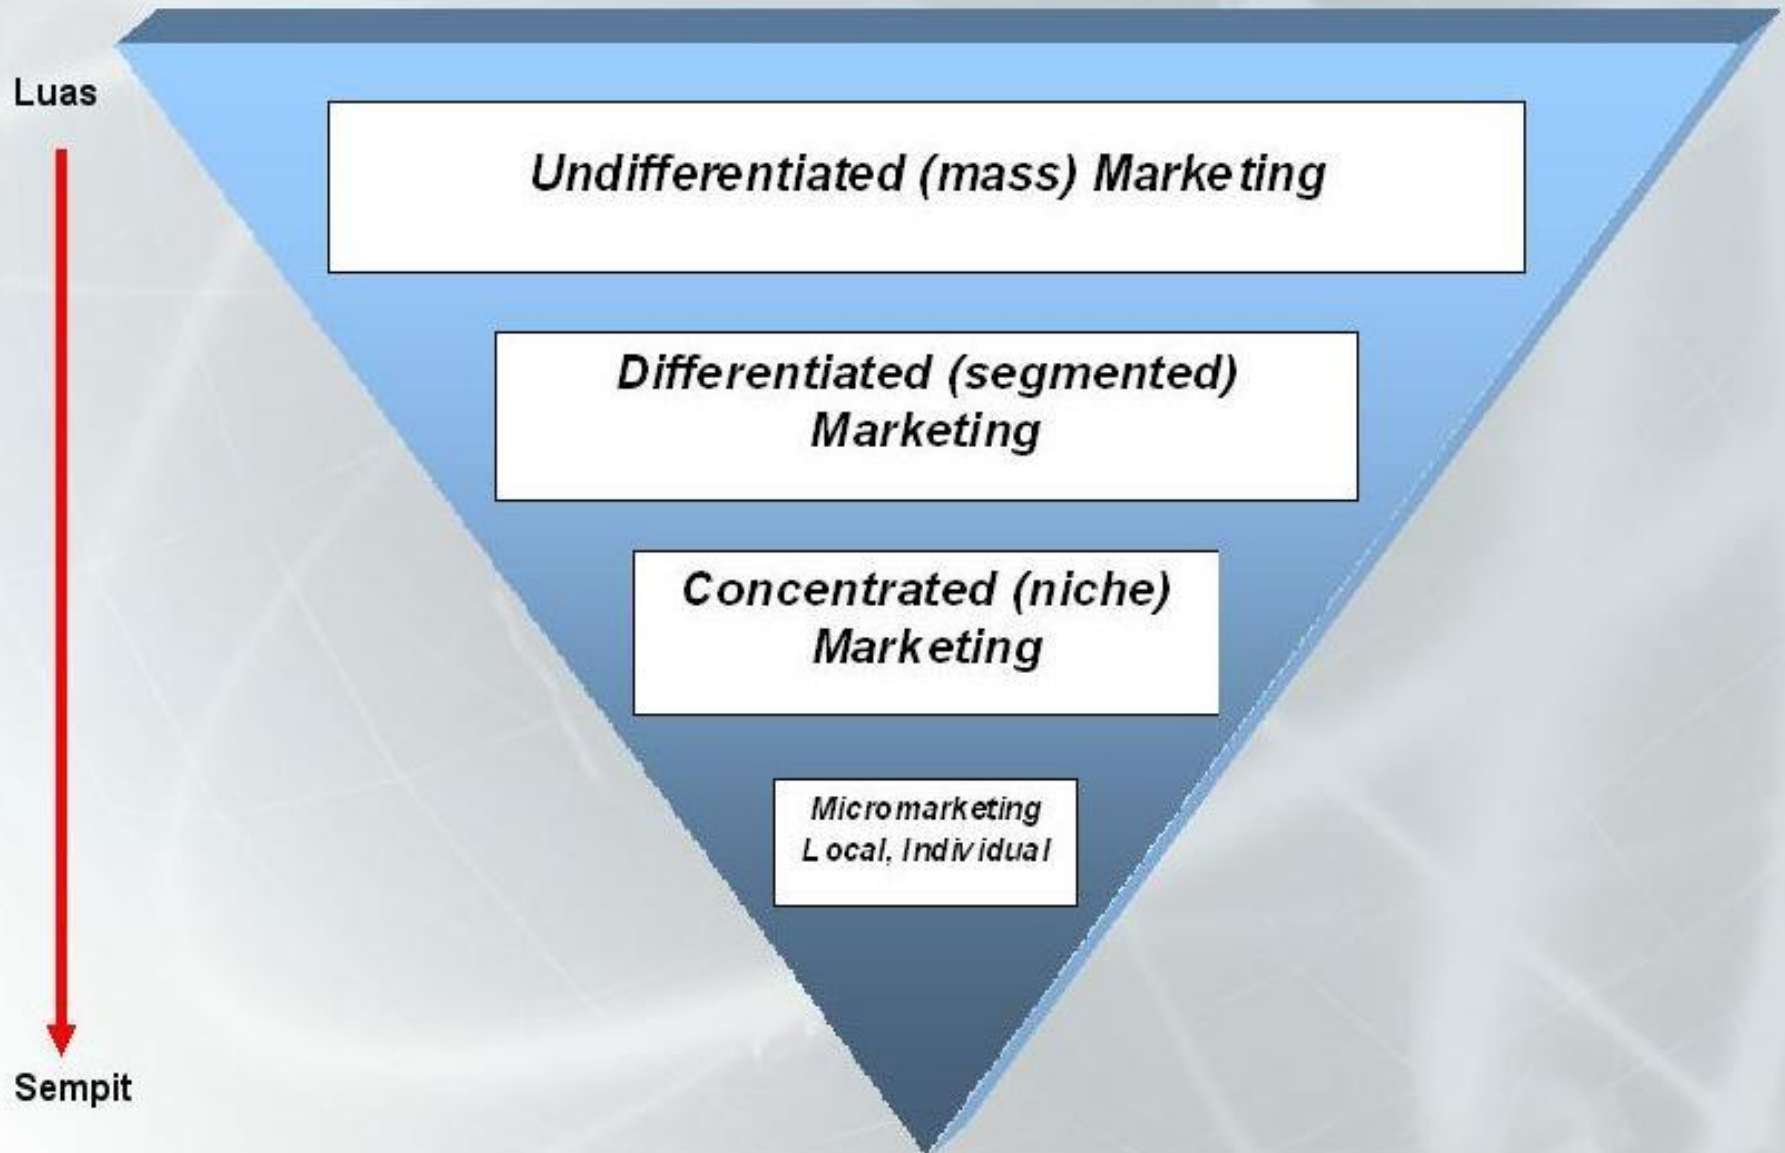 Luas
Undifferentiated (mass) Marketing
Differentiated (segmented)
Marketing
Concentrated (niche)
Marketing
Micromarketing
Local, Individual
Sempit